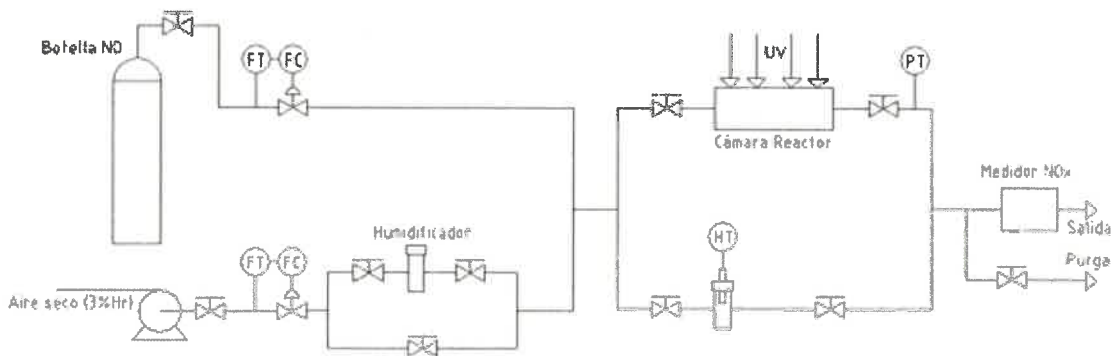 Botella NO
FT
FC
UV
PT
Cámara Reactor
Medidor NOx
Salida
Purga
Humidificador
HT
FT
FC
Aire seco (3%Hr)